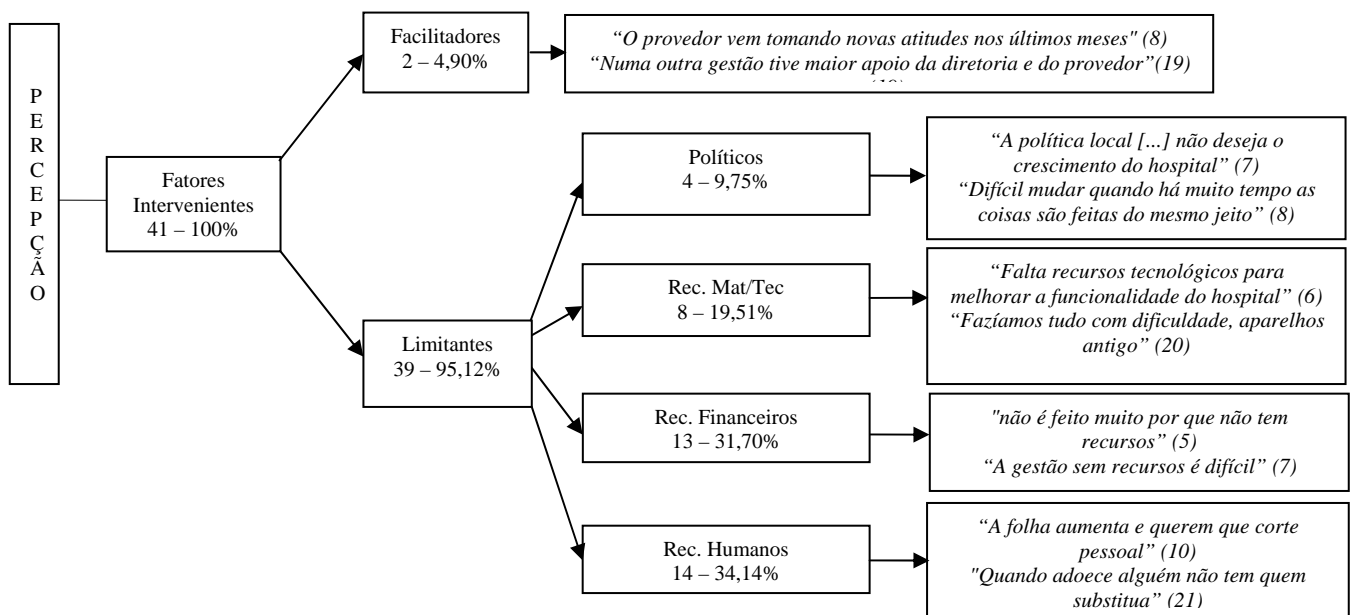 PERCEPÇÃO
Fatores
Intervenientes
41 – 100%
Facilitadores
2 – 4,90%
“O provedor vem tomando novas atitudes nos últimos meses" (8)
“Numa outra gestão tive maior apoio da diretoria e do provedor”(19)
Limitantes
39 – 95,12%
Políticos
4 – 9,75%
“A política local [...] não deseja o
crescimento do hospital” (7)
“Difícil mudar quando há muito tempo as
coisas são feitas do mesmo jeito” (8)
Rec. Mat/Tec
8 – 19,51%
“Falta recursos tecnológicos para
melhorar a funcionalidade do hospital” (6)
“Fazíamos tudo com dificuldade, aparelhos
antigo” (20)
Rec. Financeiros
13 – 31,70%
"não é feito muito por que não tem
recursos” (5)
“A gestão sem recursos é difícil” (7)
Rec. Humanos
14 – 34,14%
“A folha aumenta e querem que corte
pessoal” (10)
"Quando adoece alguém não tem quem
substitua” (21)